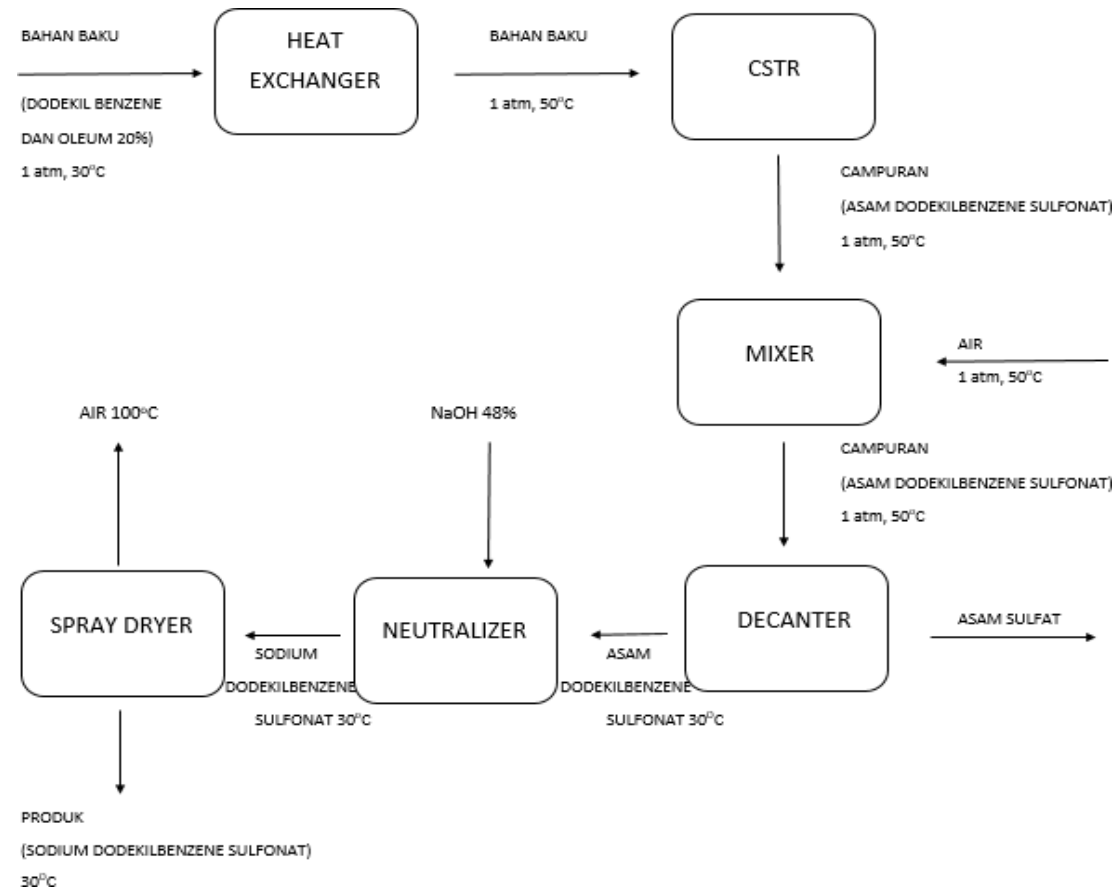 BAHAN BAKU
(DODEKIL BENZENE
DAN OLEUM 20%)
1 atm, 30°C
HEAT
EXCHANGER
BAHAN BAKU
1 atm, 50°C
CSTR
CAMPURAN
(ASAM DODEKILBENZENE SULFONAT)
1 atm, 50°C
MIXER
AIR
1 atm, 50°C
CAMPURAN
(ASAM DODEKILBENZENE SULFONAT)
1 atm, 50°C
DECANTER
ASAM SULFAT
ASAM
DODEKILBENZENE
SULFONAT 30°C
NaOH 48%
NEUTRALIZER
SODIUM
DODEKILBENZENE
SULFONAT 30°C
SPRAY DRYER
AIR 100°C
PRODUK
(SODIUM DODEKILBENZENE SULFONAT)
30°C